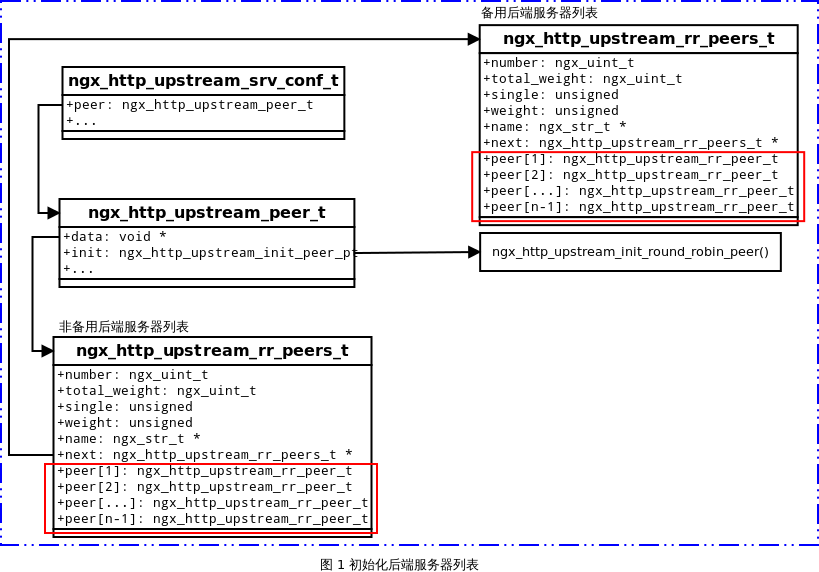 备用后端服务器列表
ngx_http_upstream_rr_peers_t
+number: ngx_uint_t
+total_weight: ngx_uint_t
+single: unsigned
+weight: unsigned
+name: ngx_str_t *
+next: ngx_http_upstream_rr_peers_t *
+peer[1]: ngx_http_upstream_rr_peer_t
+peer[2]: ngx_http_upstream_rr_peer_t
+peer[...]: ngx_http_upstream_rr_peer_t
+peer[n-1]: ngx_http_upstream_rr_peer_t
ngx_http_upstream_srv_conf_t
+peer: ngx_http_upstream_peer_t
+...
ngx_http_upstream_peer_t
+data: void *
+init: ngx_http_upstream_init_peer_pt
+...
ngx_http_upstream_init_round_robin_peer()
非备用后端服务器列表
ngx_http_upstream_rr_peers_t
+number: ngx_uint_t
+total_weight: ngx_uint_t
+single: unsigned
+weight: unsigned
+name: ngx_str_t *
+next: ngx_http_upstream_rr_peers_t *
+peer[1]: ngx_http_upstream_rr_peer_t
+peer[2]: ngx_http_upstream_rr_peer_t
+peer[...]: ngx_http_upstream_rr_peer_t
+peer[n-1]: ngx_http_upstream_rr_peer_t
图 1 初始化后端服务器列表